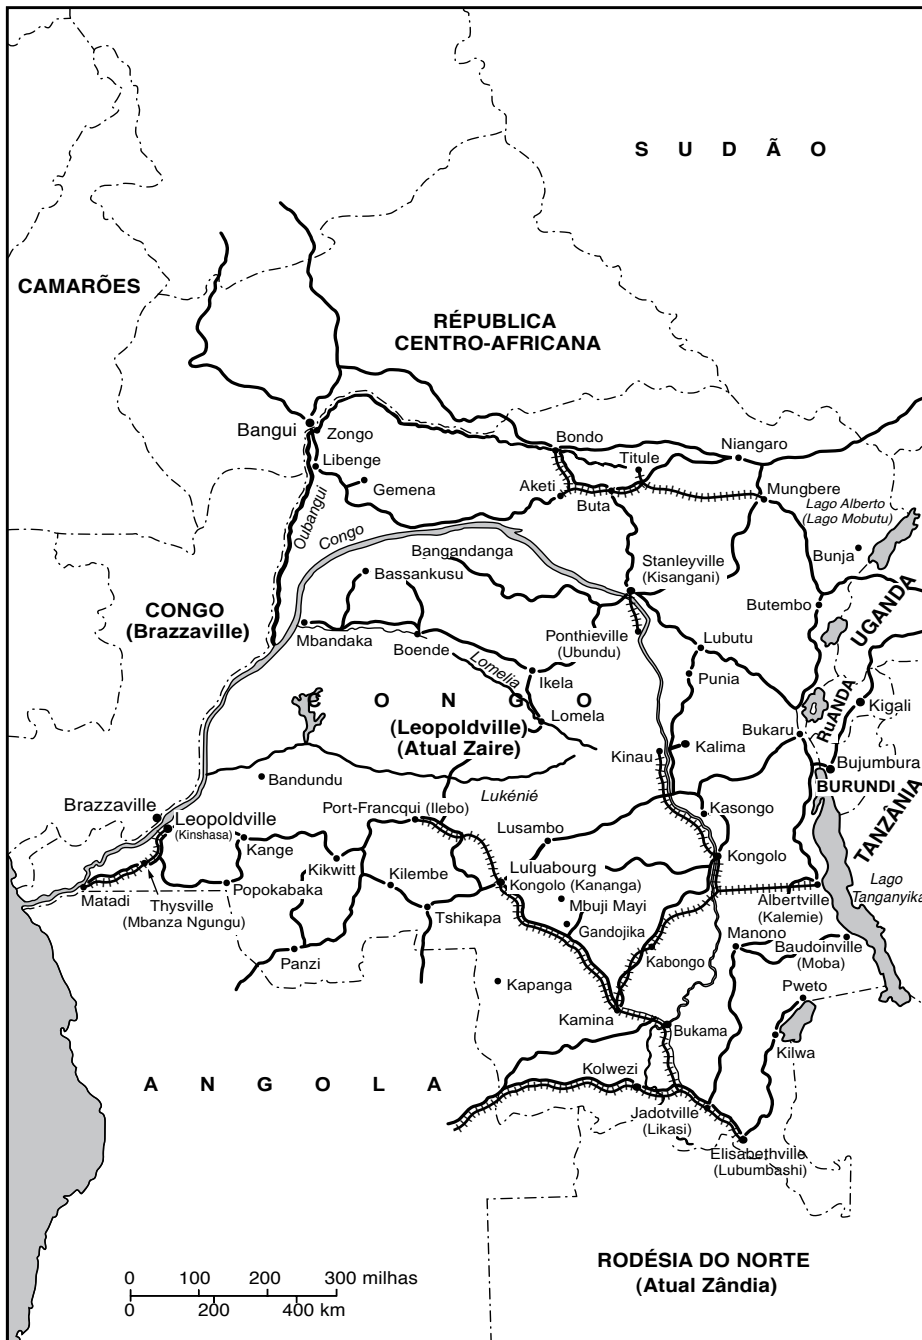 S U D Ã O
CAMARÕES
RÉPUBLICA
CENTRO-AFRICANA
Bangui
Zongo
Bondo
Niangaro
Libenge
Titule
Gemena
Aketi
Buta
Mungbere
Lago Alberto
(Lago Mobutu)
Oubangui
Congo
Bangandanga
Stanleyville
(Kisangani)
Bunja
Bassankusu
CONGO
(Brazzaville)
Butembo
UGANDA
Mbandaka
Boende
Ponthieville
(Ubundu)
Lubutu
Lomelia
Ikela
Punia
RuANDA
Kigali
C O N G O
(Leopoldville)
(Atual Zaire)
Lomela
Bukaru
Kinau
Kalima
Bujumbura
BURUNDI
TANZÂNIA
Bandundu
Lukénié
Brazzaville
Leopoldville
(Kinshasa)
Port-Francqui (Ilebo)
Kasongo
Lusambo
Kange
Kikwitt
Kilembe
Luluabourg
Kongolo (Kananga)
Kongolo
Matadi
Thysville
(Mbanza Ngungu)
Popokabaka
Tshikapa
Mbuji Mayi
Gandojika
Albertville
(Kalemie)
Lago
Tanganyika
Manono
Baudoinville
(Moba)
Panzi
Kabongo
Kapanga
Pweto
Kamina
Bukama
Kilwa
Kolwezi
A N G O L A
Jadotville
(Likasi)
Élisabethville
(Lubumbashi)
RODÉSIA DO NORTE
(Atual Zândia)
0 100 200 300 milhas
0 200 400 km